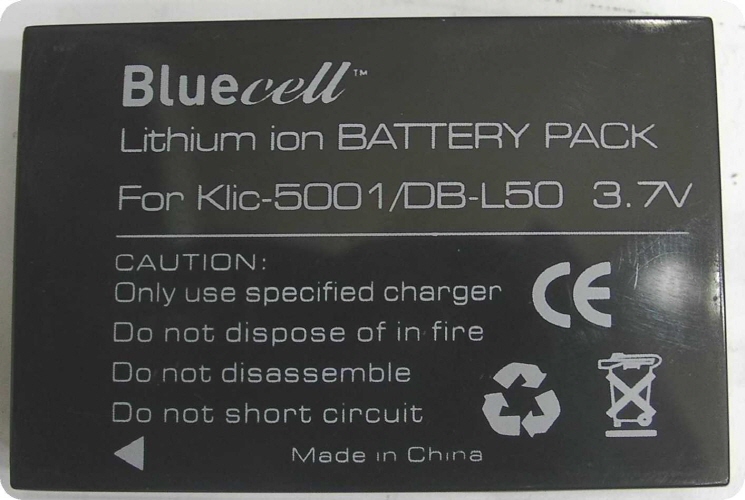 Bluecell™
Lithium ion BATTERY PACK
For Klic-5001/DB-L50 3.7V
CAUTION:
Only use specified charger
Do not dispose of in fire
Do not disassemble
Do not short circuit
CE
Made in China